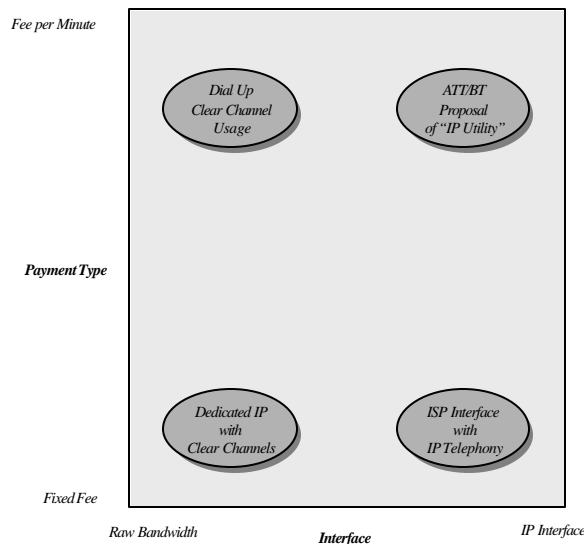 Fee per Minute
Dial Up
Clear Channel
Usage
ATT/BT
Proposal
of “IP Utility”
Payment Type
Dedicated IP
with
Clear Channels
ISP Interface
with
IP Telephony
Fixed Fee
Raw Bandwidth
Interface
IP Interface